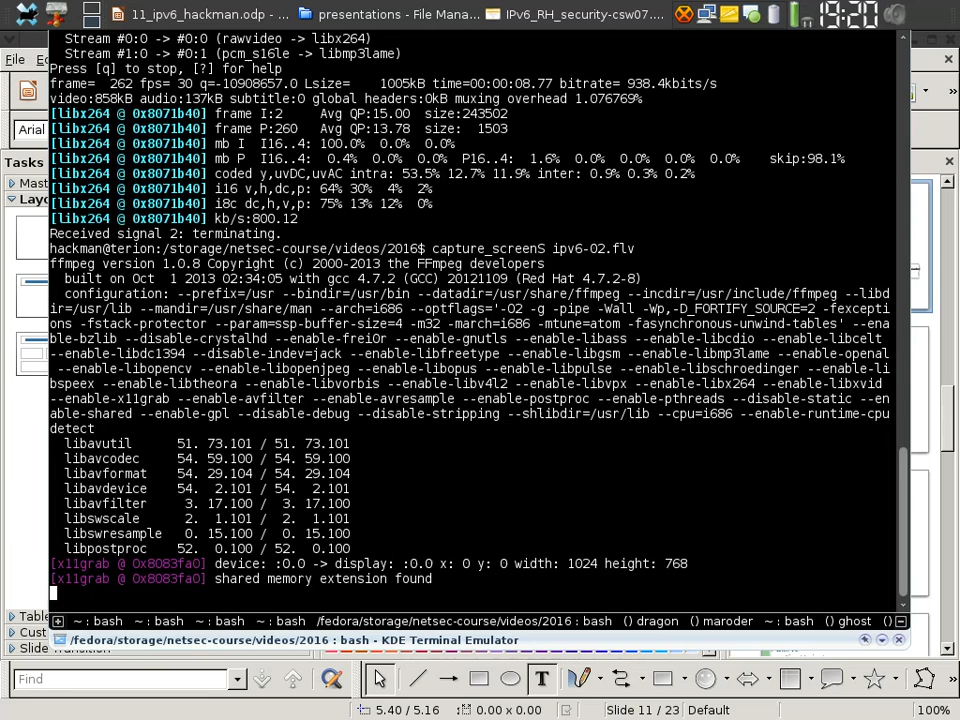 11_ipv6_hackman.odp - ...
presentations - File Mana...
IPv6_RH_security-csw07....
19:20
File
Arial
Tasks
Mast
Layo
Table
Cust
Slide Transition
Stream #0:0 -> #0:0 (rawvideo -> libx264)
Stream #1:0 -> #0:1 (pcm_s16le -> libmp3lame)
Press [q] to stop, [?] for help
frame=  262 fps= 30 q=-10908657.0 Lsize=    1005kB time=00:00:08.77 bitrate= 938.4kbits/s
video:858kB audio:137kB subtitle:0 global headers:0kB muxing overhead 1.076769%
[libx264 @ 0x8071b40] frame I:2     Avg QP:15.00  size:243502
[libx264 @ 0x8071b40] frame P:260   Avg QP:13.78  size:  1503
[libx264 @ 0x8071b40] mb I  I16..4: 100.0%  0.0%  0.0%
[libx264 @ 0x8071b40] mb P  I16..4:  0.4%  0.0%  0.0%  P16..4:  1.6%  0.0%  0.0%  0.0%  0.0%    skip:98.1%
[libx264 @ 0x8071b40] coded y,uvDC,uvAC intra: 53.5% 12.7% 11.9% inter: 0.9% 0.3% 0.2%
[libx264 @ 0x8071b40] i16 v,h,dc,p: 64% 30%  4%  2%
[libx264 @ 0x8071b40] i8c dc,h,v,p: 75% 13% 12%  0%
[libx264 @ 0x8071b40] kb/s:800.12
Received signal 2: terminating.
hackman@terion:/storage/netsec-course/videos/2016$ capture_screenS ipv6-02.flv
ffmpeg version 1.0.8 Copyright (c) 2000-2013 the FFmpeg developers
built on Oct  1 2013 02:34:05 with gcc 4.7.2 (GCC) 20121109 (Red Hat 4.7.2-8)
configuration: --prefix=/usr --bindir=/usr/bin --datadir=/usr/share/ffmpeg --incdir=/usr/include/ffmpeg --libd
ir=/usr/lib --mandir=/usr/share/man --arch=i686 --optflags='-O2 -g -pipe -Wall -Wp,-D_FORTIFY_SOURCE=2 -fexcepti
ons -fstack-protector --param=ssp-buffer-size=4 -m32 -march=i686 -mtune=atom -fasynchronous-unwind-tables' --ena
ble-bzlib --disable-crystalhd --enable-frei0r --enable-gnutls --enable-libass --enable-libcdio --enable-libcelt
--enable-libdc1394 --disable-indev=jack --enable-libfreetype --enable-libgsm --enable-libmp3lame --enable-openal
--enable-libopencv --enable-libopenjpeg --enable-libopus --enable-libpulse --enable-libschroedinger --enable-li
bspeex --enable-libtheora --enable-libvorbis --enable-libv4l2 --enable-libvpx --enable-libx264 --enable-libxvid
--enable-x11grab --enable-avfilter --enable-avresample --enable-postproc --enable-pthreads --disable-static --en
able-shared --enable-gpl --disable-debug --disable-stripping --shlibdir=/usr/lib --cpu=i686 --enable-runtime-cpu
detect
libavutil      51. 73.101 / 51. 73.101
libavcodec     54. 59.100 / 54. 59.100
libavformat    54. 29.104 / 54. 29.104
libavdevice    54.  2.101 / 54.  2.101
libavfilter     3. 17.100 /  3. 17.100
libswscale      2.  1.101 /  2.  1.101
libswresample   0. 15.100 /  0. 15.100
libpostproc    52.  0.100 / 52.  0.100
[x11grab @ 0x8083fa0] device: :0.0 -> display: :0.0 x: 0 y: 0 width: 1024 height: 768
[x11grab @ 0x8083fa0] shared memory extension found
~ : bash  ~ : bash  ~ : bash  ~ : bash  /fedora/storage/netsec-course/videos/2016 : bash  () dragon  () maroder  ~ : bash  () ghost  ()
/fedora/storage/netsec-course/videos/2016 : bash - KDE Terminal Emulator
Find
5.40 / 5.16
0.00 x 0.00
Slide 11 / 23
Default
100%